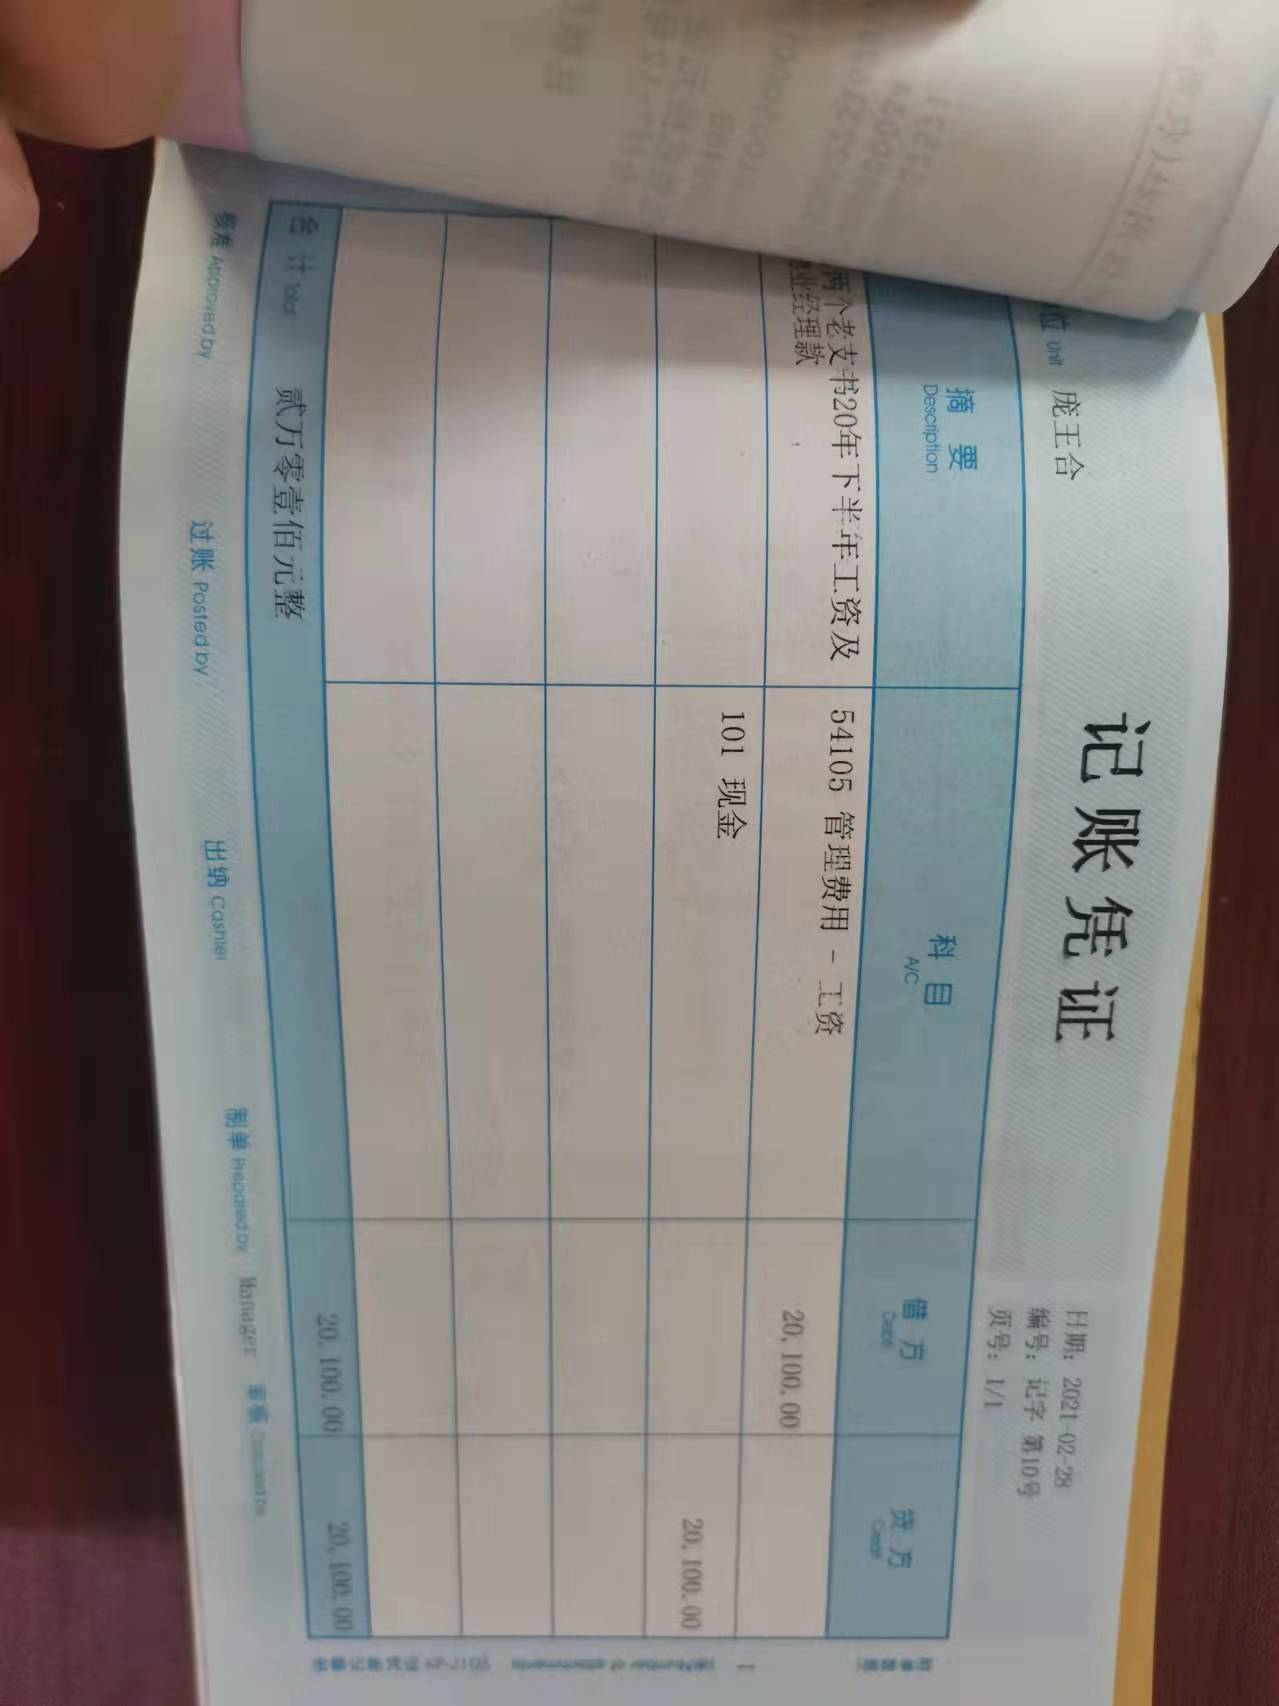 记账凭证
位 Unit 庞王合
日期: 2021-02-28
编号: 记字 第10号
页号: 1/1
摘要 Description
科目 A/C
借方 Debit
贷方 Credit
两个老支书20年下半年工资及
业经理款
54105 管理费用 - 工资
20,100.00
101 现金
20,100.00
合计 Total
贰万零壹佰元整
20,100.00
20,100.00
核准 Approved by
过账 Posted by
出纳 Cashier
制单 Prepared by Manager
审核 Checked by